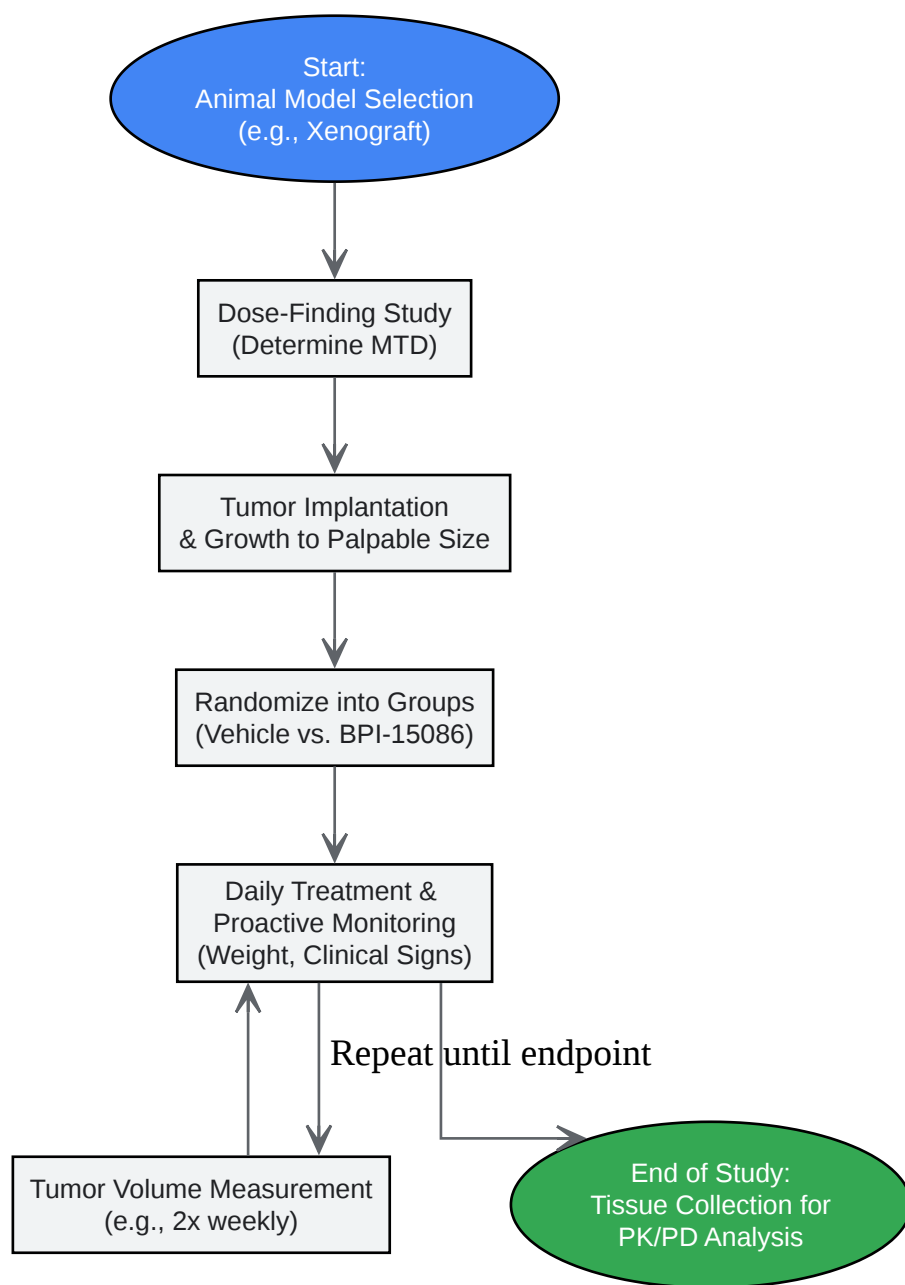 Start:
Animal Model Selection
(e.g., Xenograft)
Dose-Finding Study
(Determine MTD)
Tumor Implantation
& Growth to Palpable Size
Randomize into Groups
(Vehicle vs. BPI-15086)
Daily Treatment &
Proactive Monitoring
(Weight, Clinical Signs)
Repeat until endpoint
Tumor Volume Measurement
(e.g., 2x weekly)
End of Study:
Tissue Collection for
PK/PD Analysis